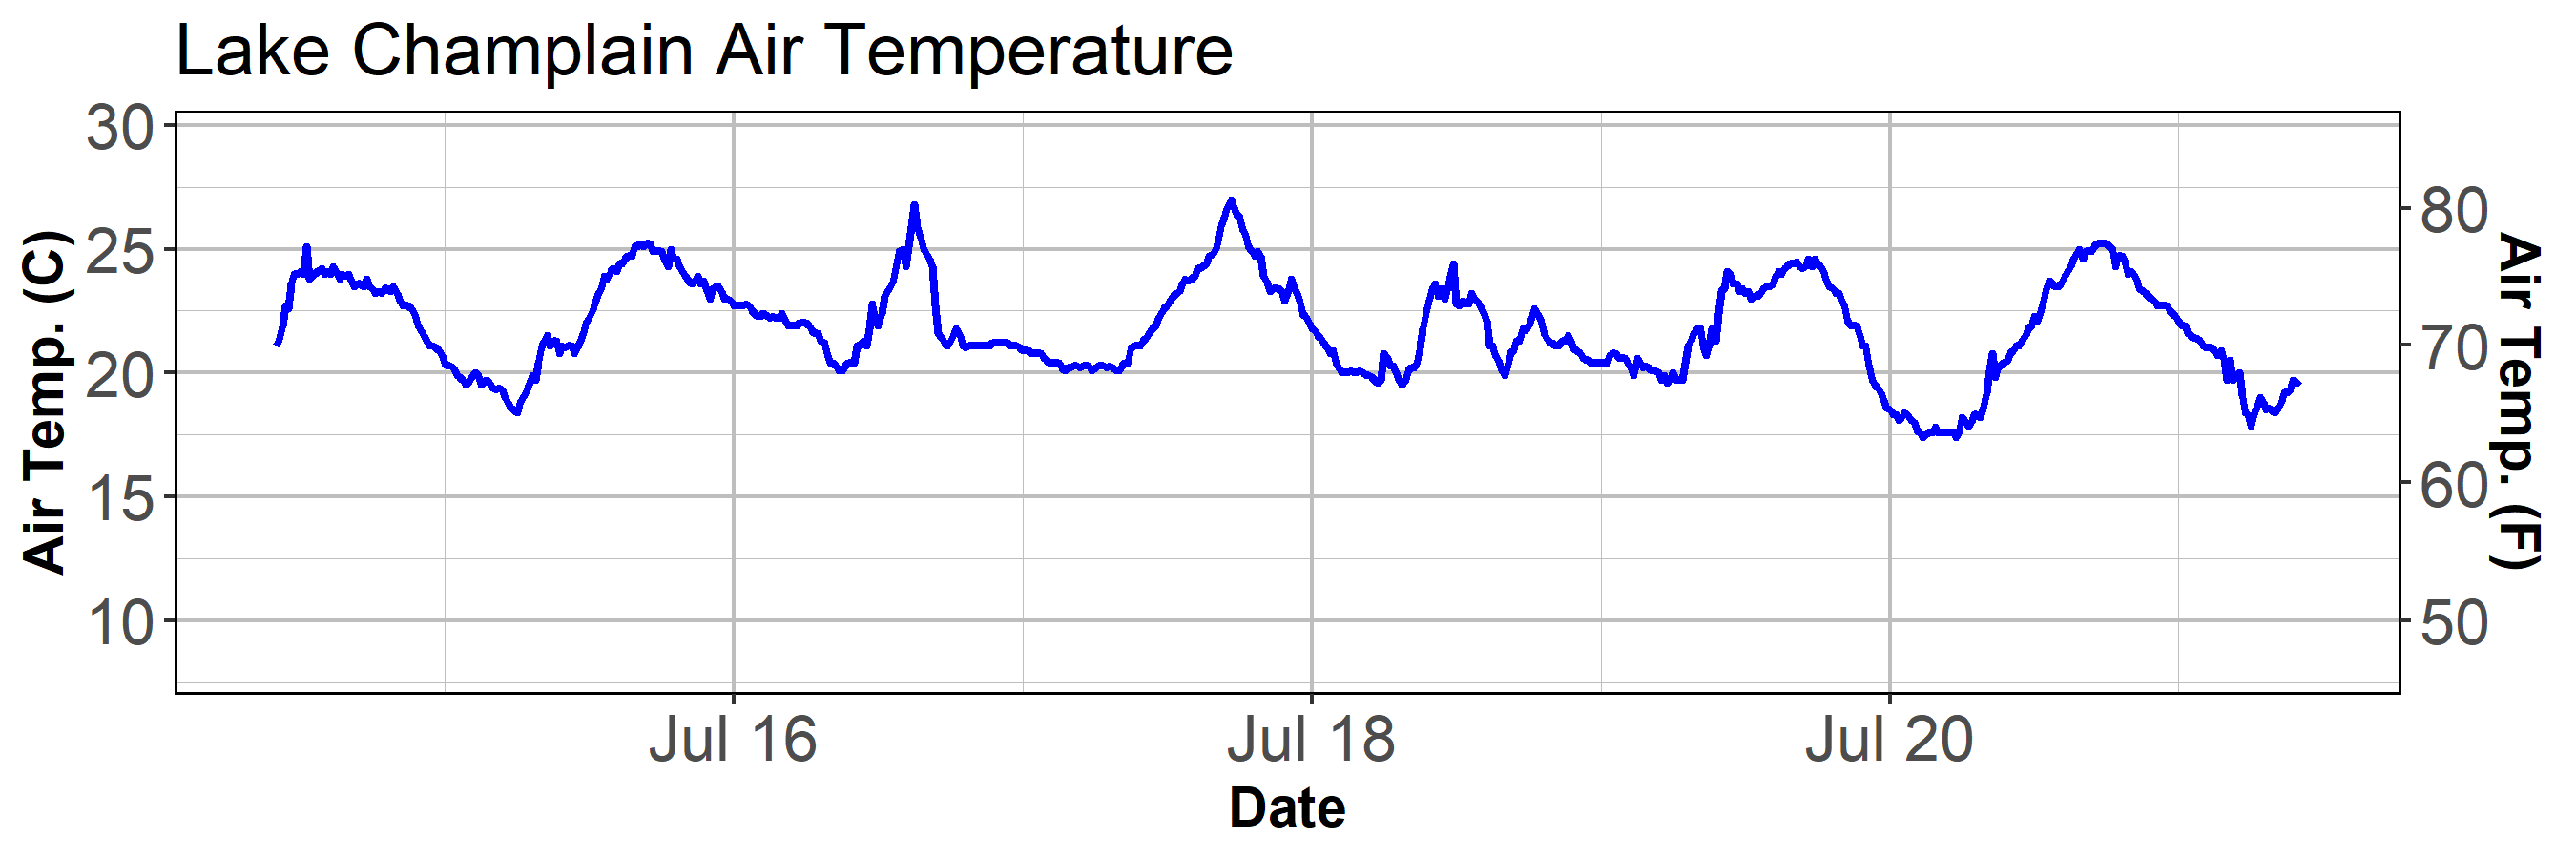 Lake Champlain Air Temperature
Air Temp. (C)
30
25
20
15
10
80
70
60
50
Air Temp. (F)
Jul 16 Jul 18 Jul 20
Date